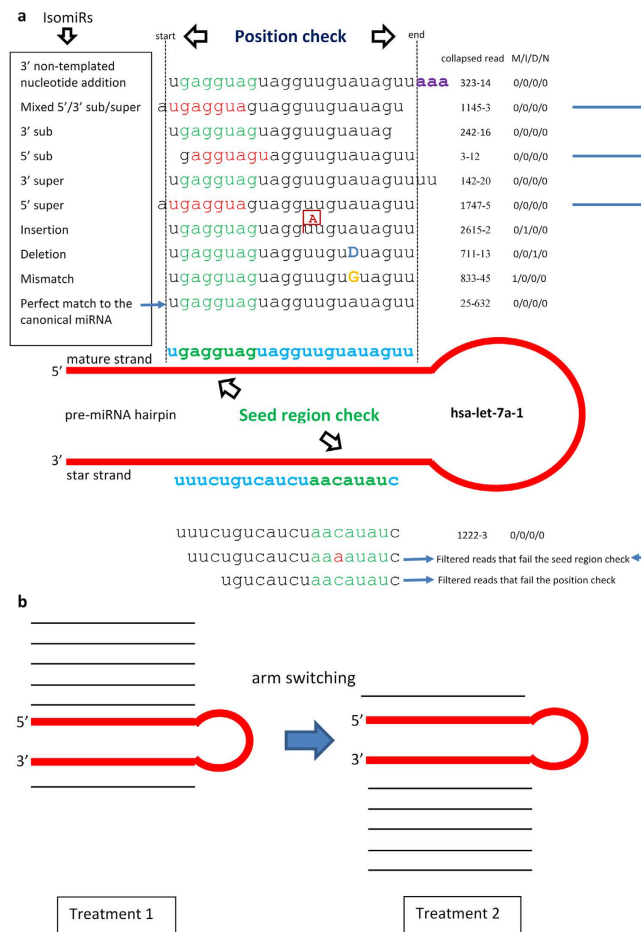 a IsomiRs
start Position check end
collapsed read M/I/D/N
3’ non-templated
nucleotide addition
ugagguaguagguuguauaguuaaa 323-14 0/0/0/0
Mixed 5’/3’ sub/super augagguaguagguuguauag 1145-3 0/0/0/0
3’ sub ugagguaguagguuguauag 242-16 0/0/0/0
5’ sub gagguaguagguuguauaguu 3-12 0/0/0/0
3’ super ugagguaguagguuguauaguuuu 142-20 0/0/0/0
5’ super augagguaguagguuguauaguu 1747-5 0/0/0/0
A
Insertion ugagguaguagguuguauaguu 2615-2 0/1/0/0
Deletion ugagguaguagguuguDuaguu 711-13 0/0/1/0
Mismatch ugagguaguagguuguGuaguu 833-45 1/0/0/0
Perfect match to the
canonical miRNA
ugagguaguagguuguauaguu 25-632 0/0/0/0
ugagguaguagguuguauaguu
mature strand
5’
pre-miRNA hairpin Seed region check hsa-let-7a-1
3’
star strand
uuucugucaucuaacauauc
uuucugucaucuaacauauc 1222-3 0/0/0/0
uucugucaucuaaaauauc Filtered reads that fail the seed region check
ugucaucuaacauauc Filtered reads that fail the position check
b
arm switching
5’
3’
5’
3’
Treatment 1
Treatment 2